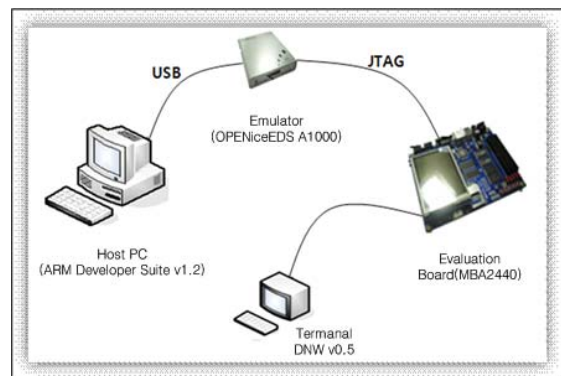 USB
JTAG
Emulator
(OPENiceEDS A1000)
Host PC
(ARM Developer Suite v1.2)
Evaluation
Board(MBA2440)
Termanal
DNW v0.5